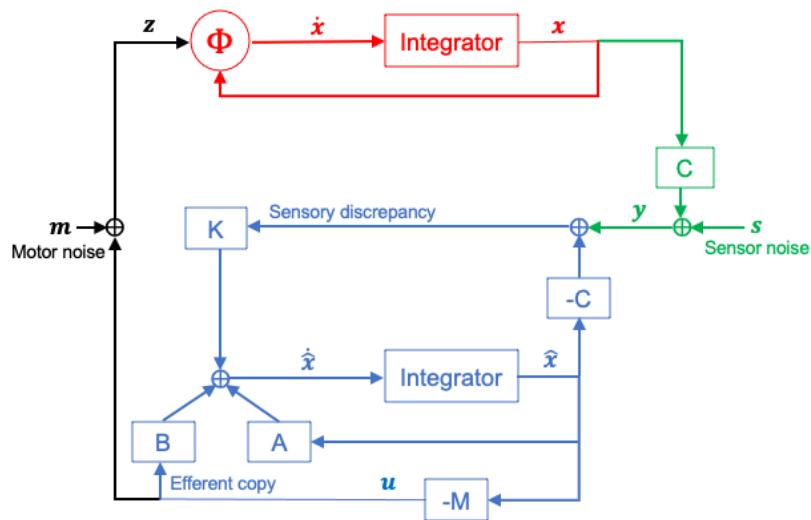 z
Φ
ẋ
Integrator
x
C
m
Motor noise
K
Sensory discrepancy
y
s
Sensor noise
-C
x̂̇
Integrator
x̂
B
A
Efferent copy
u
-M